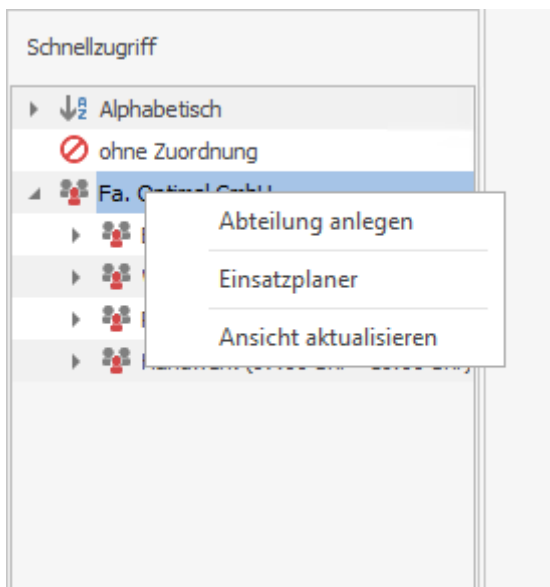 Schnellzugriff
Alphabetisch
ohne Zuordnung
Fa.
Abteilung anlegen
Einsatzplaner
Ansicht aktualisieren